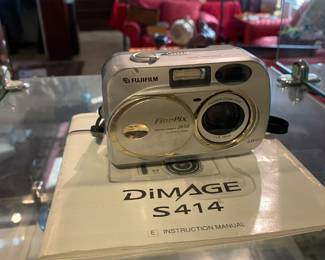 FUJIFILM
FinePix
DiMAGE
S414
E INSTRUCTION MANUAL